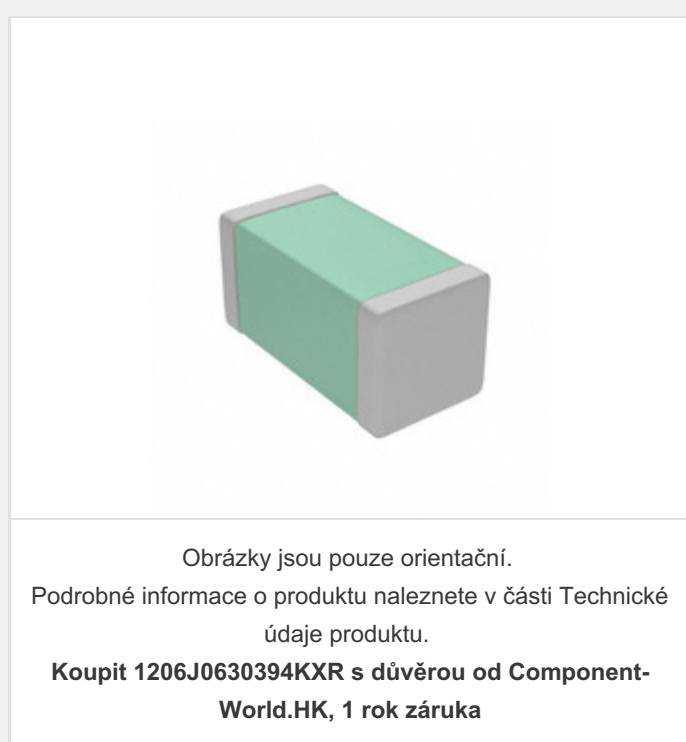 Obrázky jsou pouze orientační.
Podrobné informace o produktu naleznete v části Technické
údaje produktu.
Koupit 1206J0630394KXR s důvěrou od Component-
World.HK, 1 rok záruka